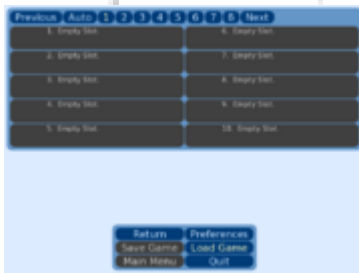 Previous Auto 1 2 3 4 5 6 7 8 Next
1. Empty Slot.
6. Empty Slot.
2. Empty Slot.
7. Empty Slot.
3. Empty Slot.
8. Empty Slot.
4. Empty Slot.
9. Empty Slot.
5. Empty Slot.
10. Empty Slot.
Return Preferences
Save Game Load Game
Main Menu Quit